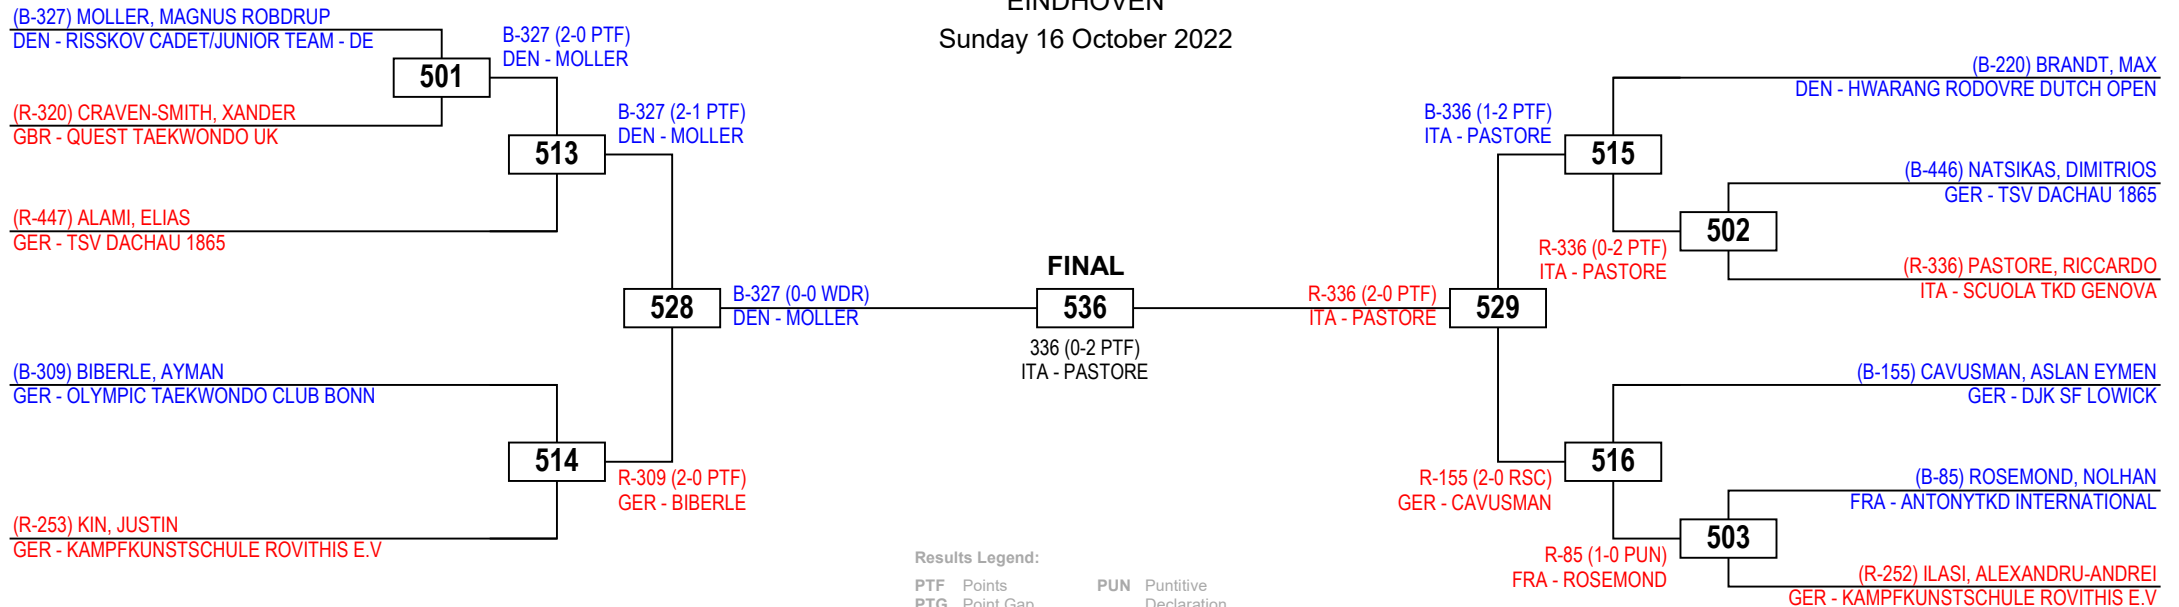 EINDHOVEN
Sunday 16 October 2022
(B-327) MOLLER, MAGNUS ROBDRUP
DEN - RISSKOV CADET/JUNIOR TEAM - DE
501
(R-320) CRAVEN-SMITH, XANDER
GBR - QUEST TAEKWONDO UK
B-327 (2-0 PTF)
DEN - MOLLER
513
(R-447) ALAMI, ELIAS
GER - TSV DACHAU 1865
B-327 (2-1 PTF)
DEN - MOLLER
528
B-327 (0-0 WDR)
DEN - MOLLER
(B-309) BIBERLE, AYMAN
GER - OLYMPIC TAEKWONDO CLUB BONN
514
(R-253) KIN, JUSTIN
GER - KAMPFKUNSTSCHULE ROVITHIS E.V
R-309 (2-0 PTF)
GER - BIBERLE
FINAL
536
336 (0-2 PTF)
ITA - PASTORE
R-336 (2-0 PTF)
ITA - PASTORE
529
B-336 (1-2 PTF)
ITA - PASTORE
515
(B-220) BRANDT, MAX
DEN - HWARANG RODOVRE DUTCH OPEN
(B-446) NATSIKAS, DIMITRIOS
GER - TSV DACHAU 1865
502
R-336 (0-2 PTF)
ITA - PASTORE
(R-336) PASTORE, RICCARDO
ITA - SCUOLA TKD GENOVA
(B-155) CAVUSMAN, ASLAN EYMEN
GER - DJK SF LOWICK
516
R-155 (2-0 RSC)
GER - CAVUSMAN
(B-85) ROSEMOND, NOLHAN
FRA - ANTONYTKD INTERNATIONAL
503
R-85 (1-0 PUN)
FRA - ROSEMOND
(R-252) ILASI, ALEXANDRU-ANDREI
GER - KAMPFKUNSTSCHULE ROVITHIS E.V
Results Legend:
PTF Points PUN Puntitive
PTG Point Gap Declaration